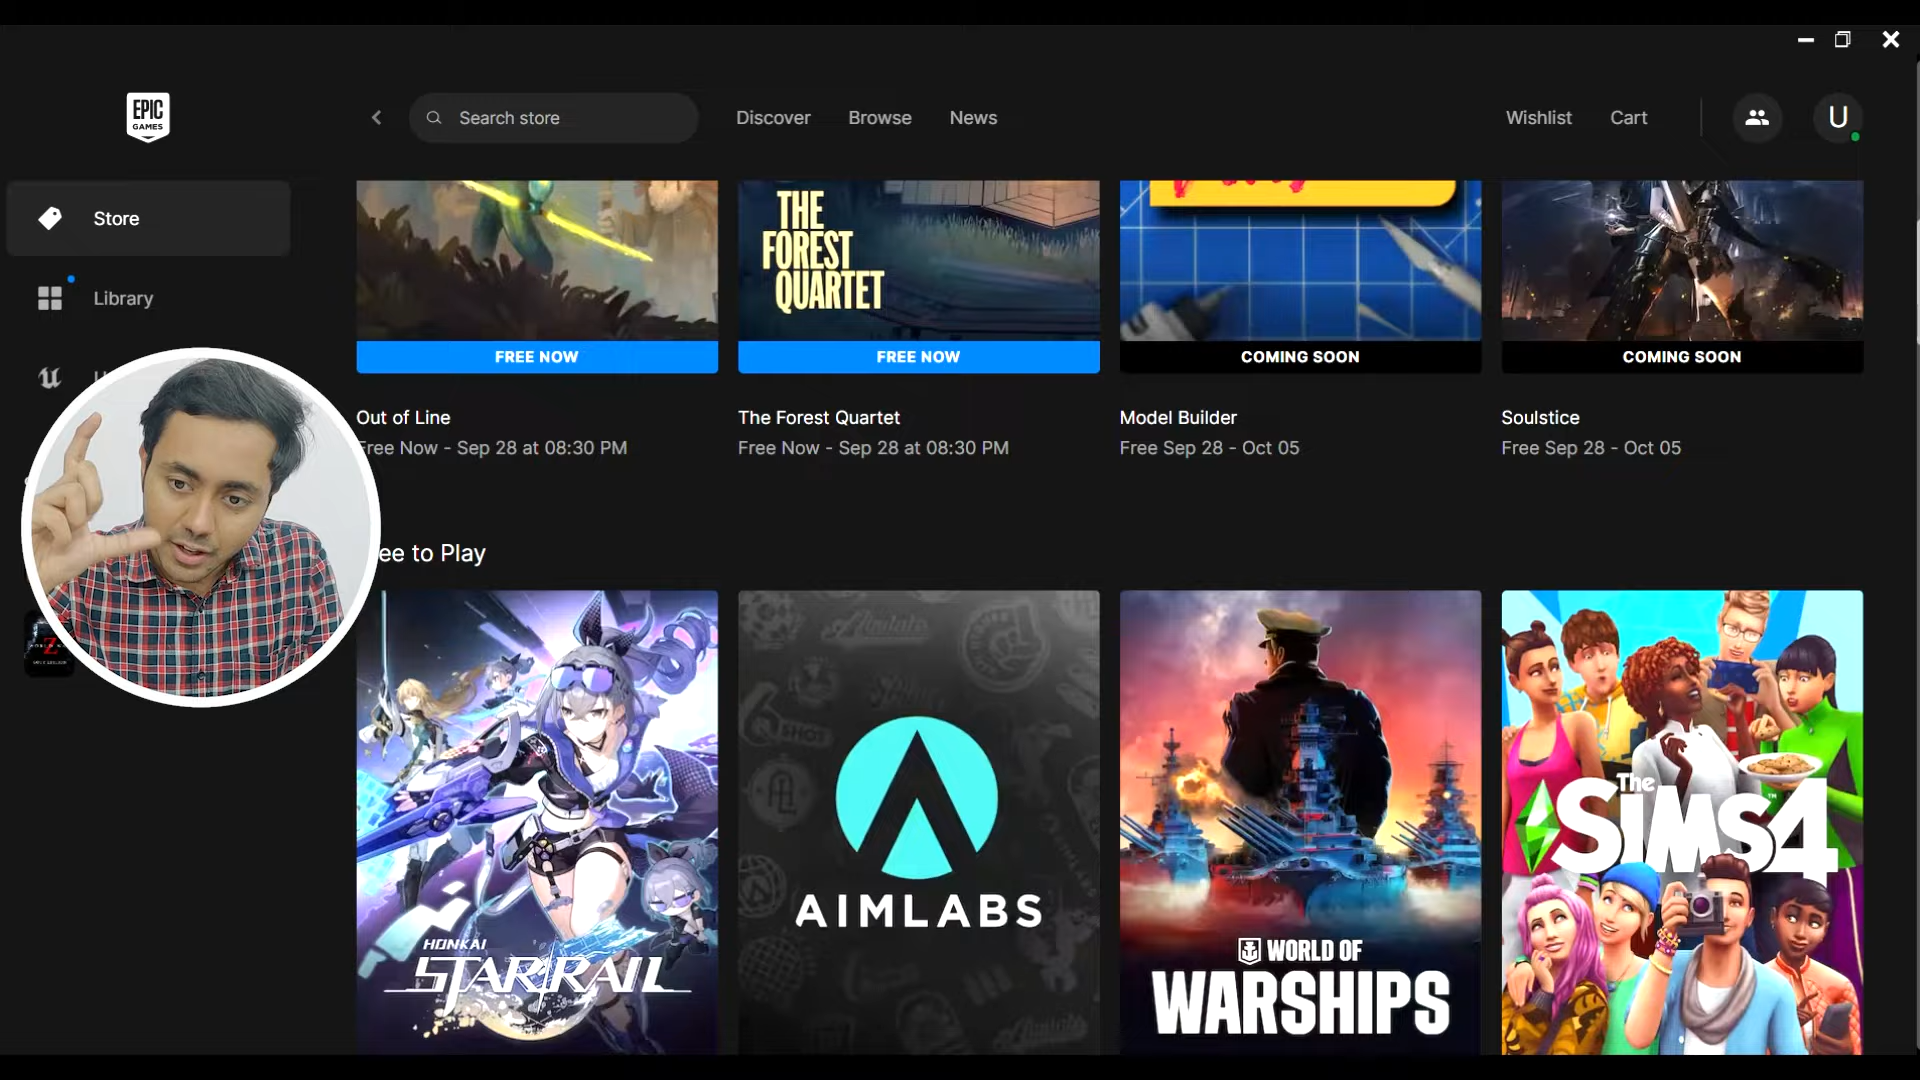 EPIC
GAMES
Search store
Discover
Browse
News
Wishlist
Cart
U
Store
Library
THE
FOREST
QUARTET
FREE NOW
FREE NOW
COMING SOON
COMING SOON
Out of Line
Free Now - Sep 28 at 08:30 PM
The Forest Quartet
Free Now - Sep 28 at 08:30 PM
Model Builder
Free Sep 28 - Oct 05
Soulstice
Free Sep 28 - Oct 05
ee to Play
HONKAI
STAR RAIL
AIMLABS
WORLD OF
WARSHIPS
The
SIMS 4